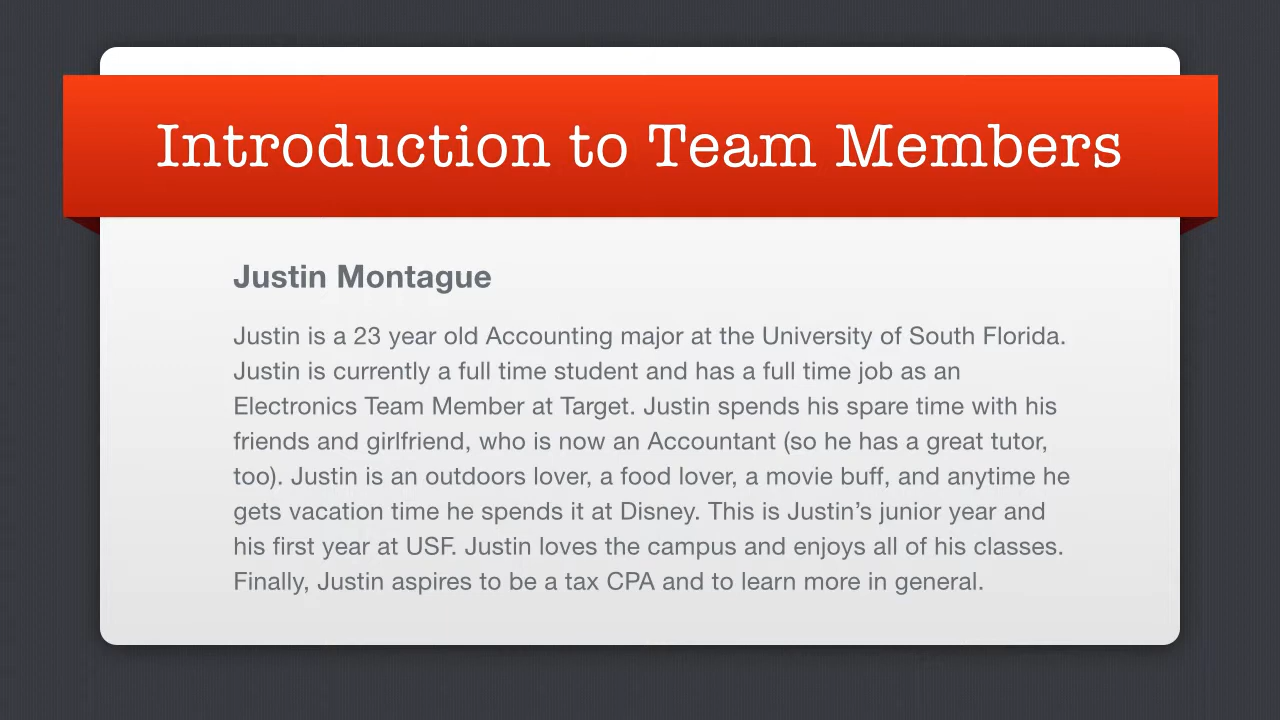 Introduction to Team Members
Justin Montague
Justin is a 23 year old Accounting major at the University of South Florida.
Justin is currently a full time student and has a full time job as an
Electronics Team Member at Target. Justin spends his spare time with his
friends and girlfriend, who is now an Accountant (so he has a great tutor,
too). Justin is an outdoors lover, a food lover, a movie buff, and anytime he
gets vacation time he spends it at Disney. This is Justin’s junior year and
his first year at USF. Justin loves the campus and enjoys all of his classes.
Finally, Justin aspires to be a tax CPA and to learn more in general.